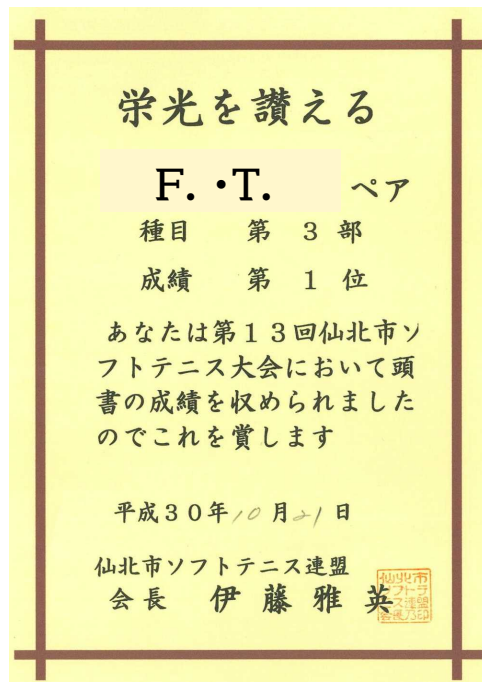 栄光を讃える
F. ・T. ペア
種目 第 3 部
成績 第 1 位
あなたは第13回仙北市ソ
フトテニス大会において頭
書の成績を収められました
のでこれを賞します
平成30年10月21日
仙北市ソフトテニス連盟
会長 伊藤雅英